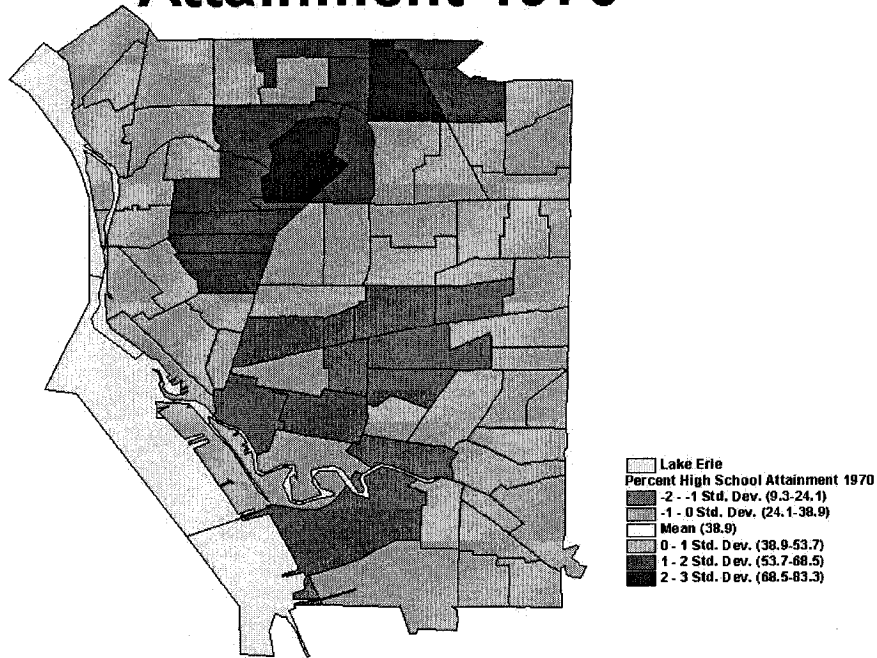 Attainment 1970
Lake Erie
Percent High School Attainment 1970
-2 - -1 Std. Dev. (9.3-24.1)
-1 - 0 Std. Dev. (24.1-38.9)
Mean (38.9)
0 - 1 Std. Dev. (38.9-53.7)
1 - 2 Std. Dev. (53.7-68.5)
2 - 3 Std. Dev. (68.5-83.3)